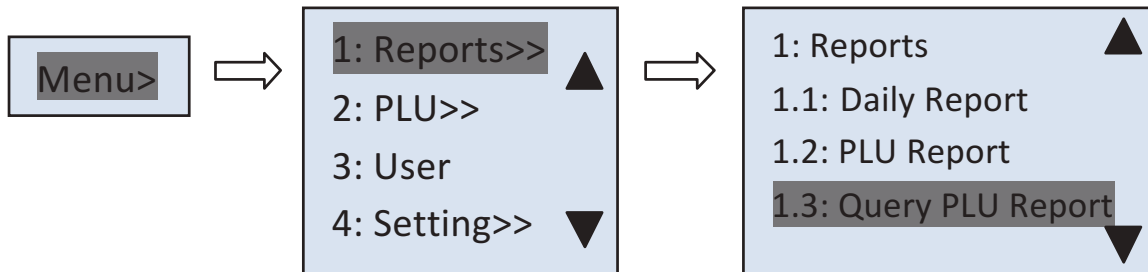 Menu>
1: Reports>>
2: PLU>>
3: User
4: Setting>>
1: Reports
1.1: Daily Report
1.2: PLU Report
1.3: Query PLU Report